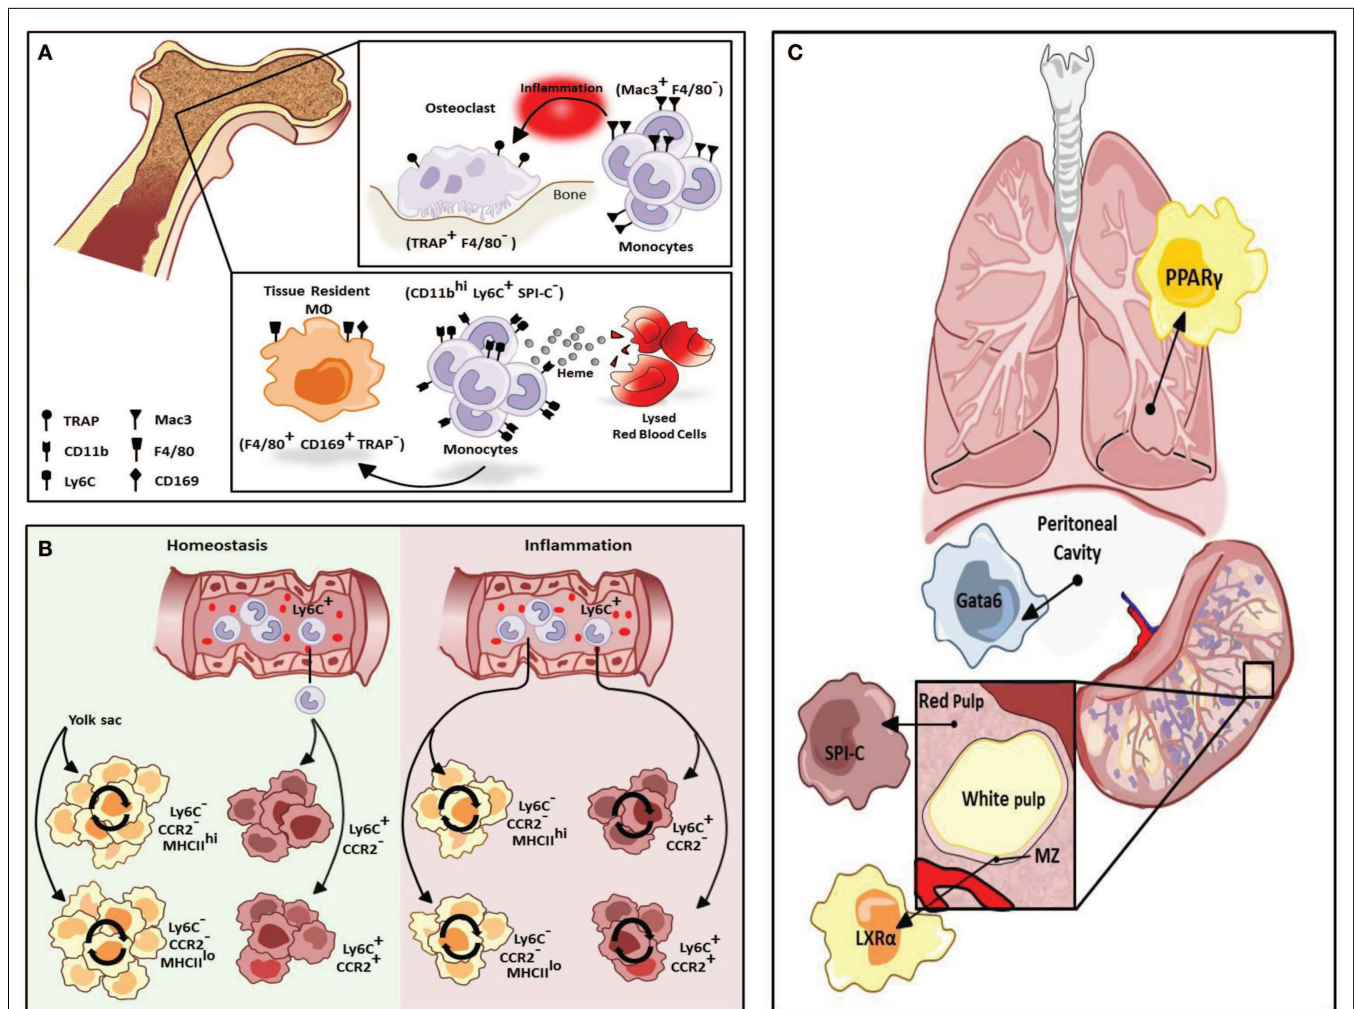 A
Inflammation
(Mac3+ F4/80-)
Osteoclast
Bone
(TRAP+ F4/80-)
Monocytes
Tissue Resident
MΦ
(CD11bhi Ly6C+ SPI-C-)
Heme
Lysed
Red Blood Cells
(F4/80+ CD169+ TRAP-)
Monocytes
TRAP
Mac3
CD11b
F4/80
Ly6C
CD169
B
Homeostasis
Inflammation
Ly6C+
Ly6C+
Yolk sac
Ly6C-
CCR2-
MHCIIhi
Ly6C+
CCR2-
Ly6C-
CCR2-
MHCIIhi
Ly6C+
CCR2-
Ly6C-
CCR2-
MHCIIlo
Ly6C+
CCR2+
Ly6C-
CCR2-
MHCIIlo
Ly6C+
CCR2+
C
PPARγ
Peritoneal
Cavity
Gata6
Red Pulp
SPI-C
White pulp
MZ
LXRα